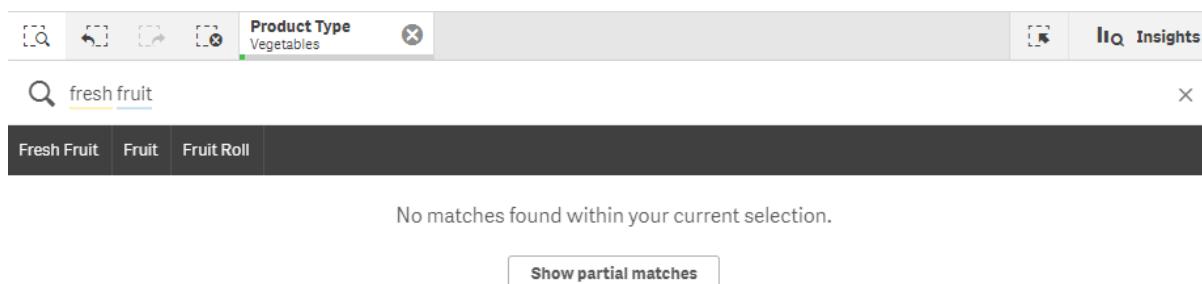 Product Type
Vegetables
Insights
fresh fruit
Fresh Fruit Fruit Fruit Roll
No matches found within your current selection.
Show partial matches